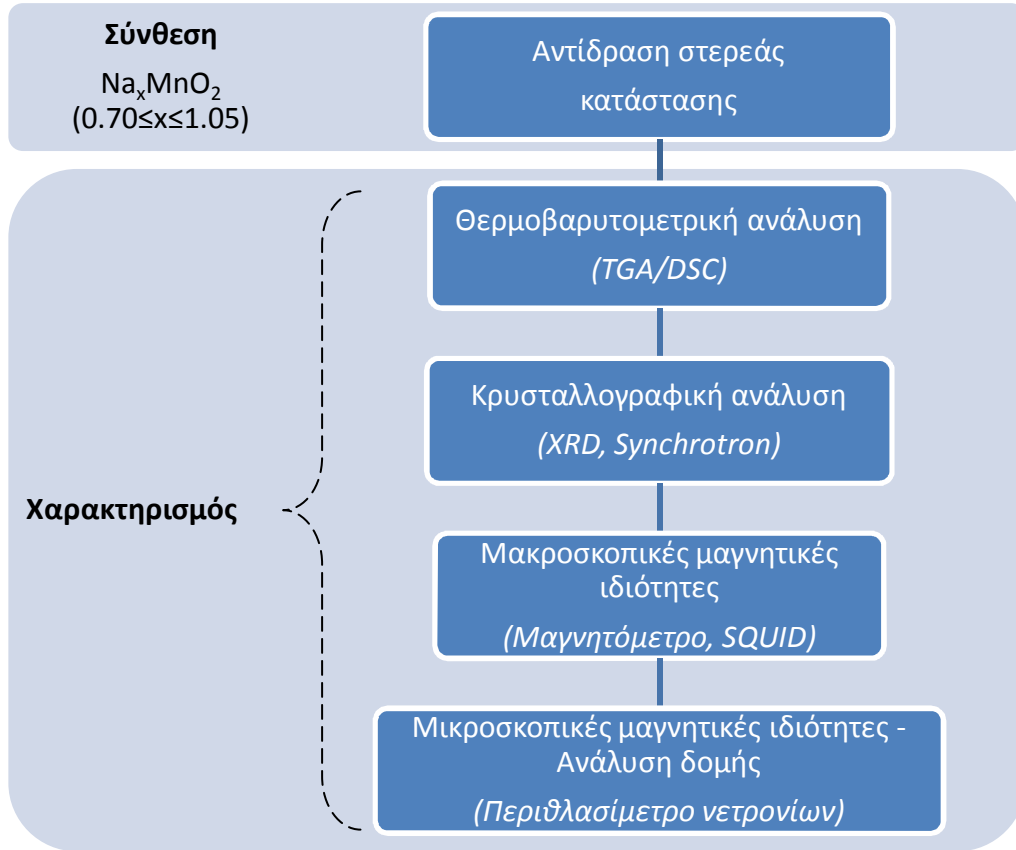 Σύνθεση
NaₓMnO₂
(0.70≤x≤1.05)
Αντίδραση στερεάς
κατάστασης
Θερμοβαρυτομετρική ανάλυση
(TGA/DSC)
Κρυσταλλογραφική ανάλυση
(XRD, Synchrotron)
Χαρακτηρισμός
Μακροσκοπικές μαγνητικές
ιδιότητες
(Μαγνητόμετρο, SQUID)
Μικροσκοπικές μαγνητικές ιδιότητες -
Ανάλυση δομής
(Περιθλασίμετρο νετρονίων)